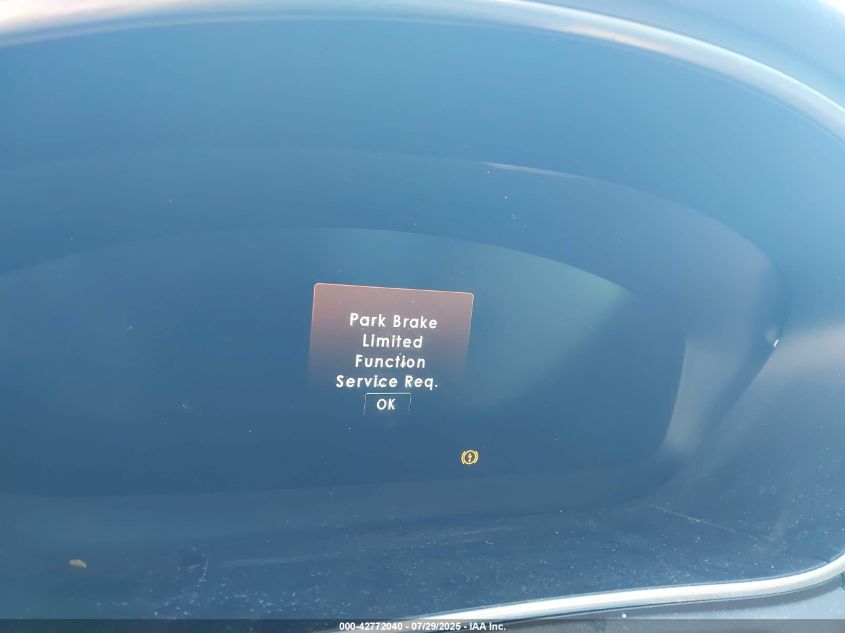 Park Brake
Limited
Function
Service Req.
OK
000-42772040 - 07/29/2025 - IAA Inc.